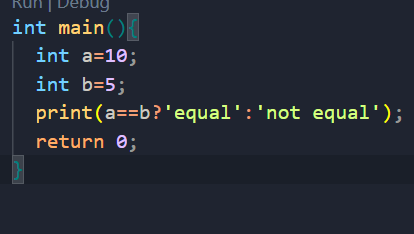 Run | Debug
int main(){
  int a=10;
  int b=5;
  print(a==b?'equal':'not equal');
  return 0;
}